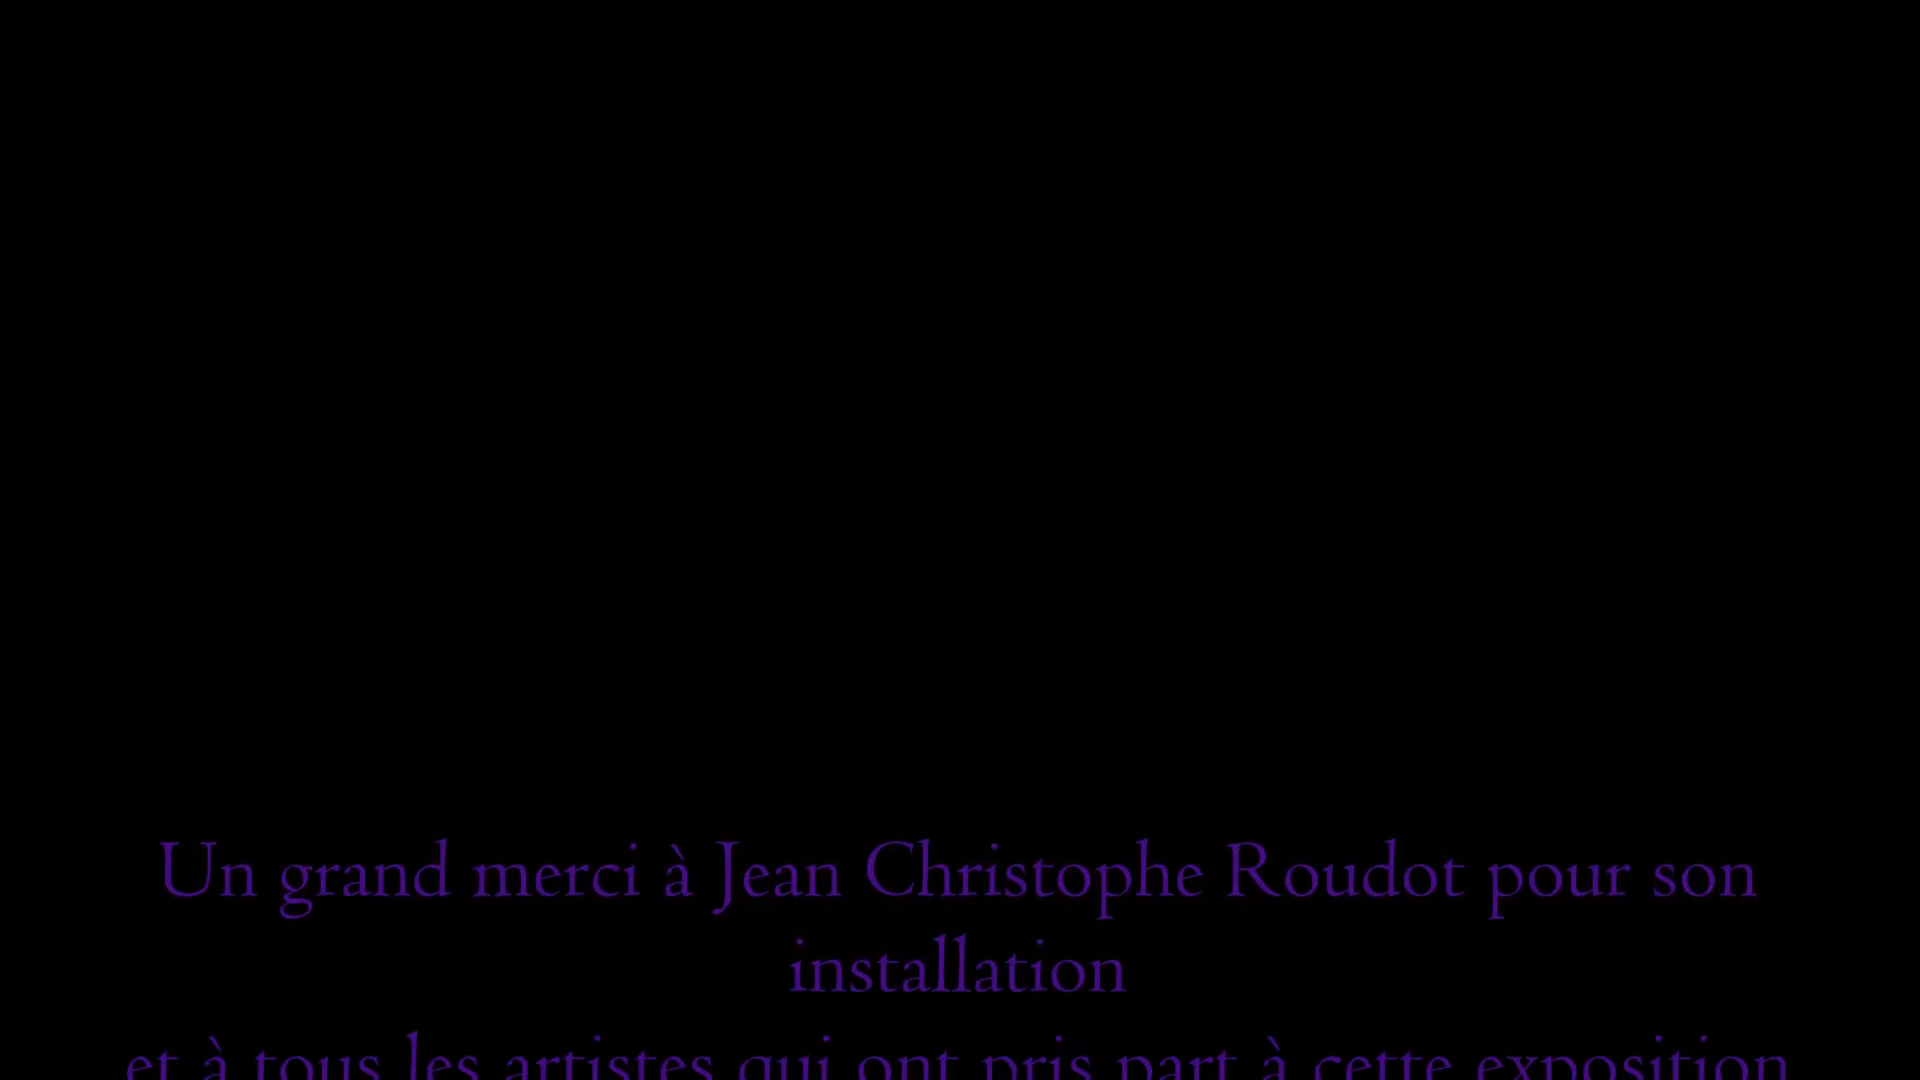 Un grand merci à Jean Christophe Roudot pour son
installation
et à tous les artistes qui ont pris part à cette exposition